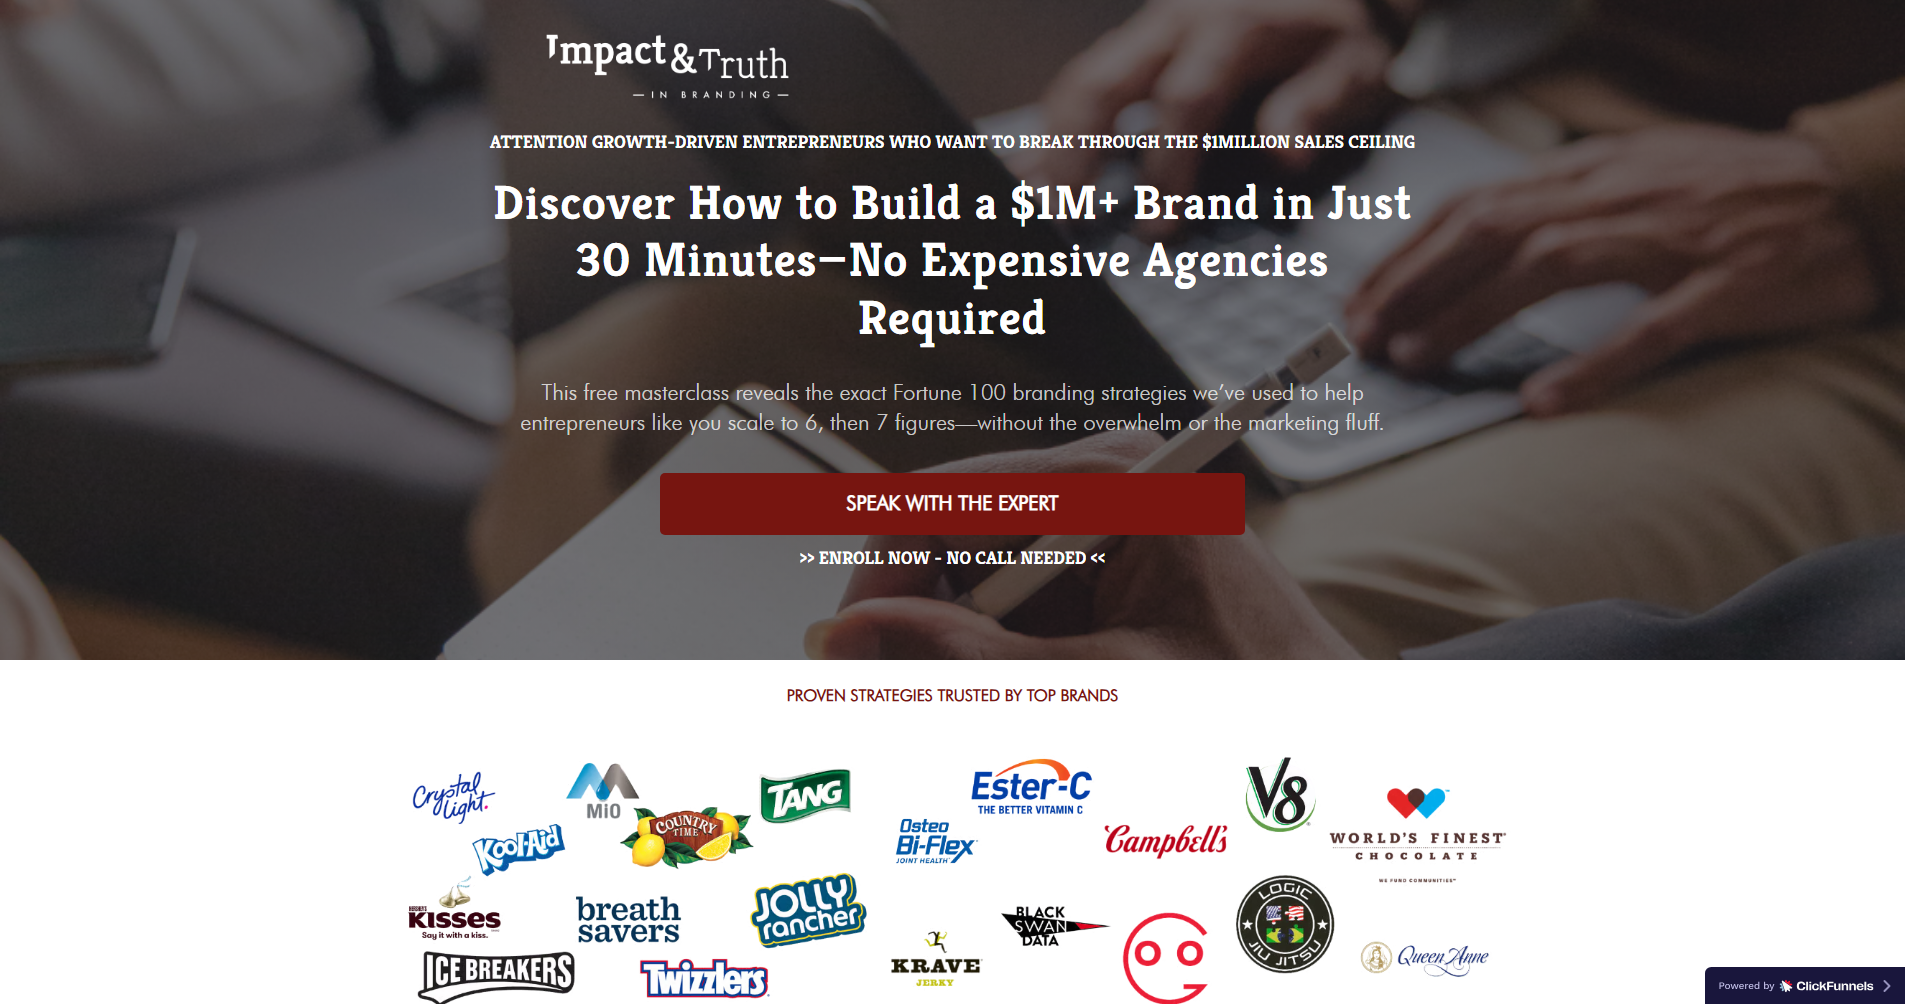 Impact & Truth
IN BRANDING
ATTENTION GROWTH-DRIVEN ENTREPRENEURS WHO WANT TO BREAK THROUGH THE $1MILLION SALES CEILING
Discover How to Build a $1M+ Brand in Just
30 Minutes—No Expensive Agencies
Required
This free masterclass reveals the exact Fortune 100 branding strategies we've used to help
entrepreneurs like you scale to 6, then 7 figures—without the overwhelm or the marketing fluff.
SPEAK WITH THE EXPERT
>> ENROLL NOW - NO CALL NEEDED <<
PROVEN STRATEGIES TRUSTED BY TOP BRANDS
Crystal
Light.
MiO
COUNTRY
TIME
TANG
Kool-Aid
Ester-C
THE BETTER VITAMIN C
Osteo
Bi-Flex
JOINT HEALTH
Campbell's
V8
WORLD'S FINEST
CHOCOLATE
WE FUND COMMUNITIES
HERSHEY'S
KISSES
Say it with a kiss.
breath
savers
JOLLY
rancher
KRAVE
JERKY
BLACK
SWAN
DATA
LOGIC
JIU JITSU
Queen Anne
ICE BREAKERS
Twizzlers
Powered by ClickFunnels